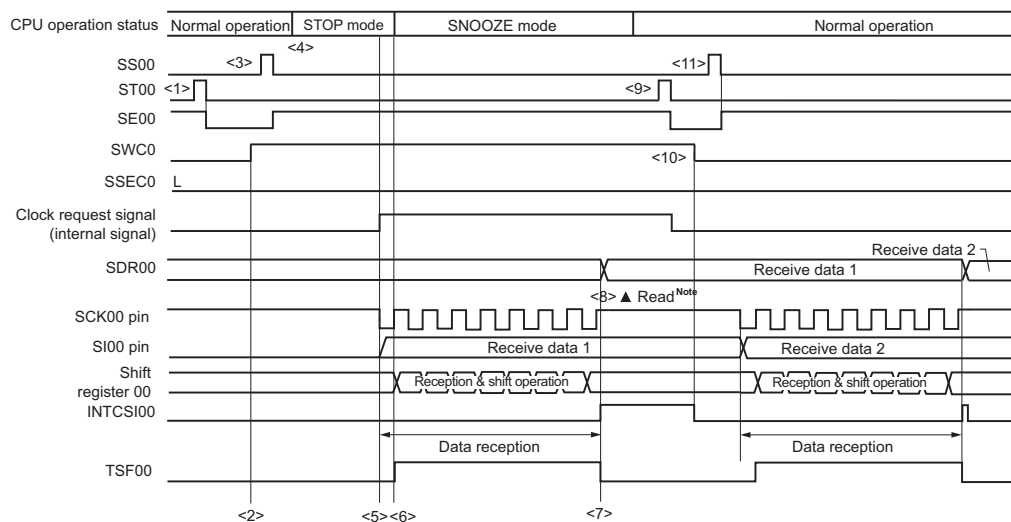 CPU operation status Normal operation STOP mode SNOOZE mode Normal operation
<4>
SS00 <3> <11>
ST00 <1> <9>
SE00
SWC0 <10>
SSEC0 L
Clock request signal
(internal signal)
Receive data 2
SDR00 Receive data 1
<8> ▲ Read Note
SCK00 pin
SI00 pin Receive data 1 Receive data 2
Shift
register 00 Reception & shift operation Reception & shift operation
INTCSI00
Data reception Data reception
TSF00
<2> <5> <6> <7>